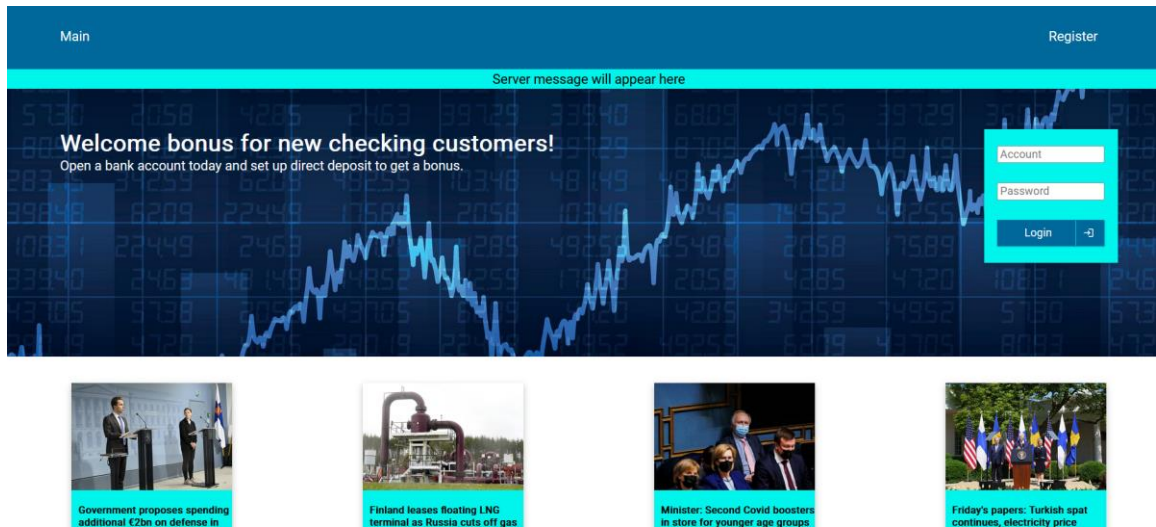 Main
Register
Server message will appear here
Welcome bonus for new checking customers!
Open a bank account today and set up direct deposit to get a bonus.
Account
Password
Login
Government proposes spending
additional €2bn on defense in
Finland leases floating LNG
terminal as Russia cuts off gas
Minister: Second Covid boosters
in store for younger age groups
Friday's papers: Turkish spat
continues, electricity price